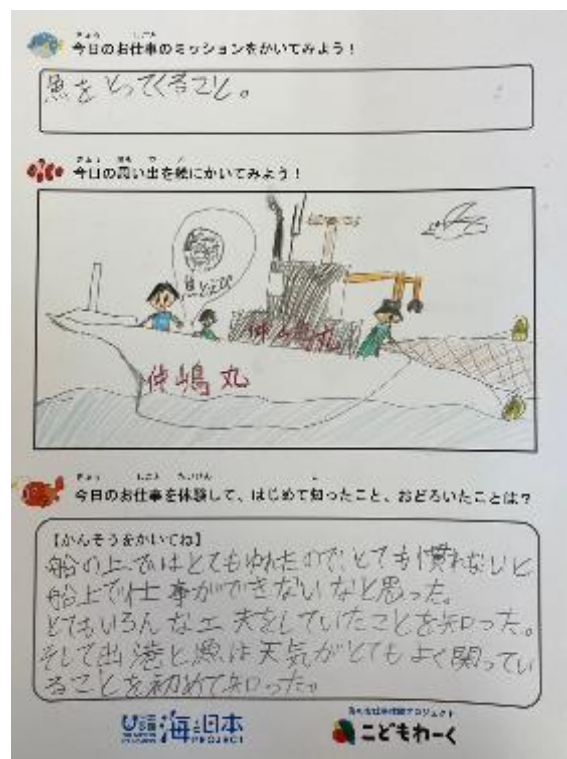 今日のお仕事のミッションをかいてみよう！
魚をとってくること。
今日の思い出を絵にかいてみよう！
仲嶋丸
仲嶋丸
今日のお仕事を体験して、はじめて知ったこと、おどろいたことは？
【かんそうをかいてね】
船の上ではとてもゆれたので、とても慣れないと
船上で仕事ができないなと思った。
とてもいろんな工夫をしていたことを知った。
そして出港と漁は天気がとてもよく関ってい
ることを初めて知った。
海と日本
PROJECT
こどもわーく